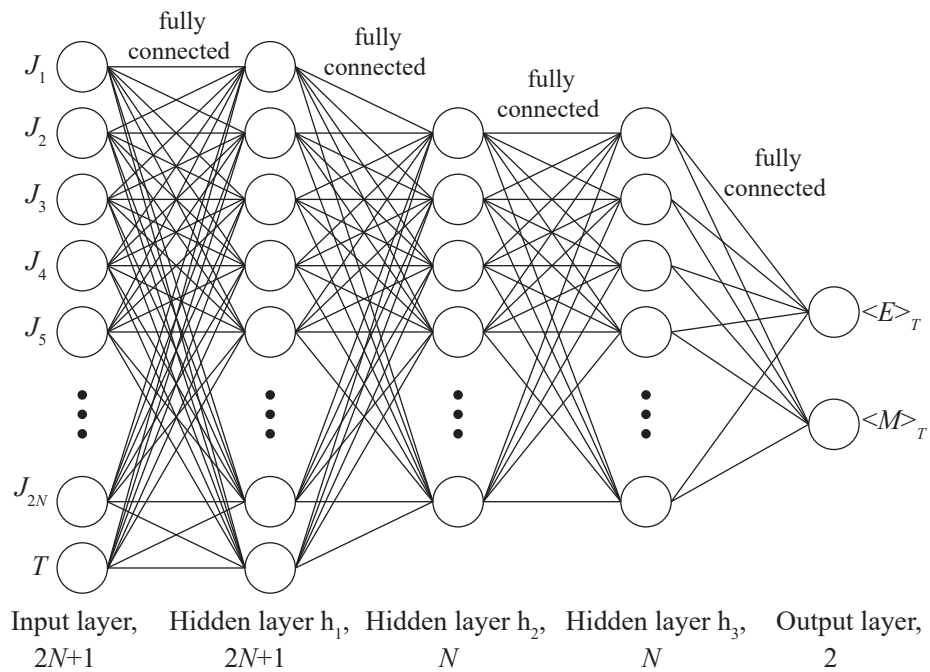 fully
connected
fully
connected
fully
connected
fully
connected
J₁
J₂
J₃
J₄
J₅
J₂N
T
<E>T
<M>T
Input layer,
2N+1
Hidden layer h₁,
2N+1
Hidden layer h₂,
N
Hidden layer h₃,
N
Output layer,
2